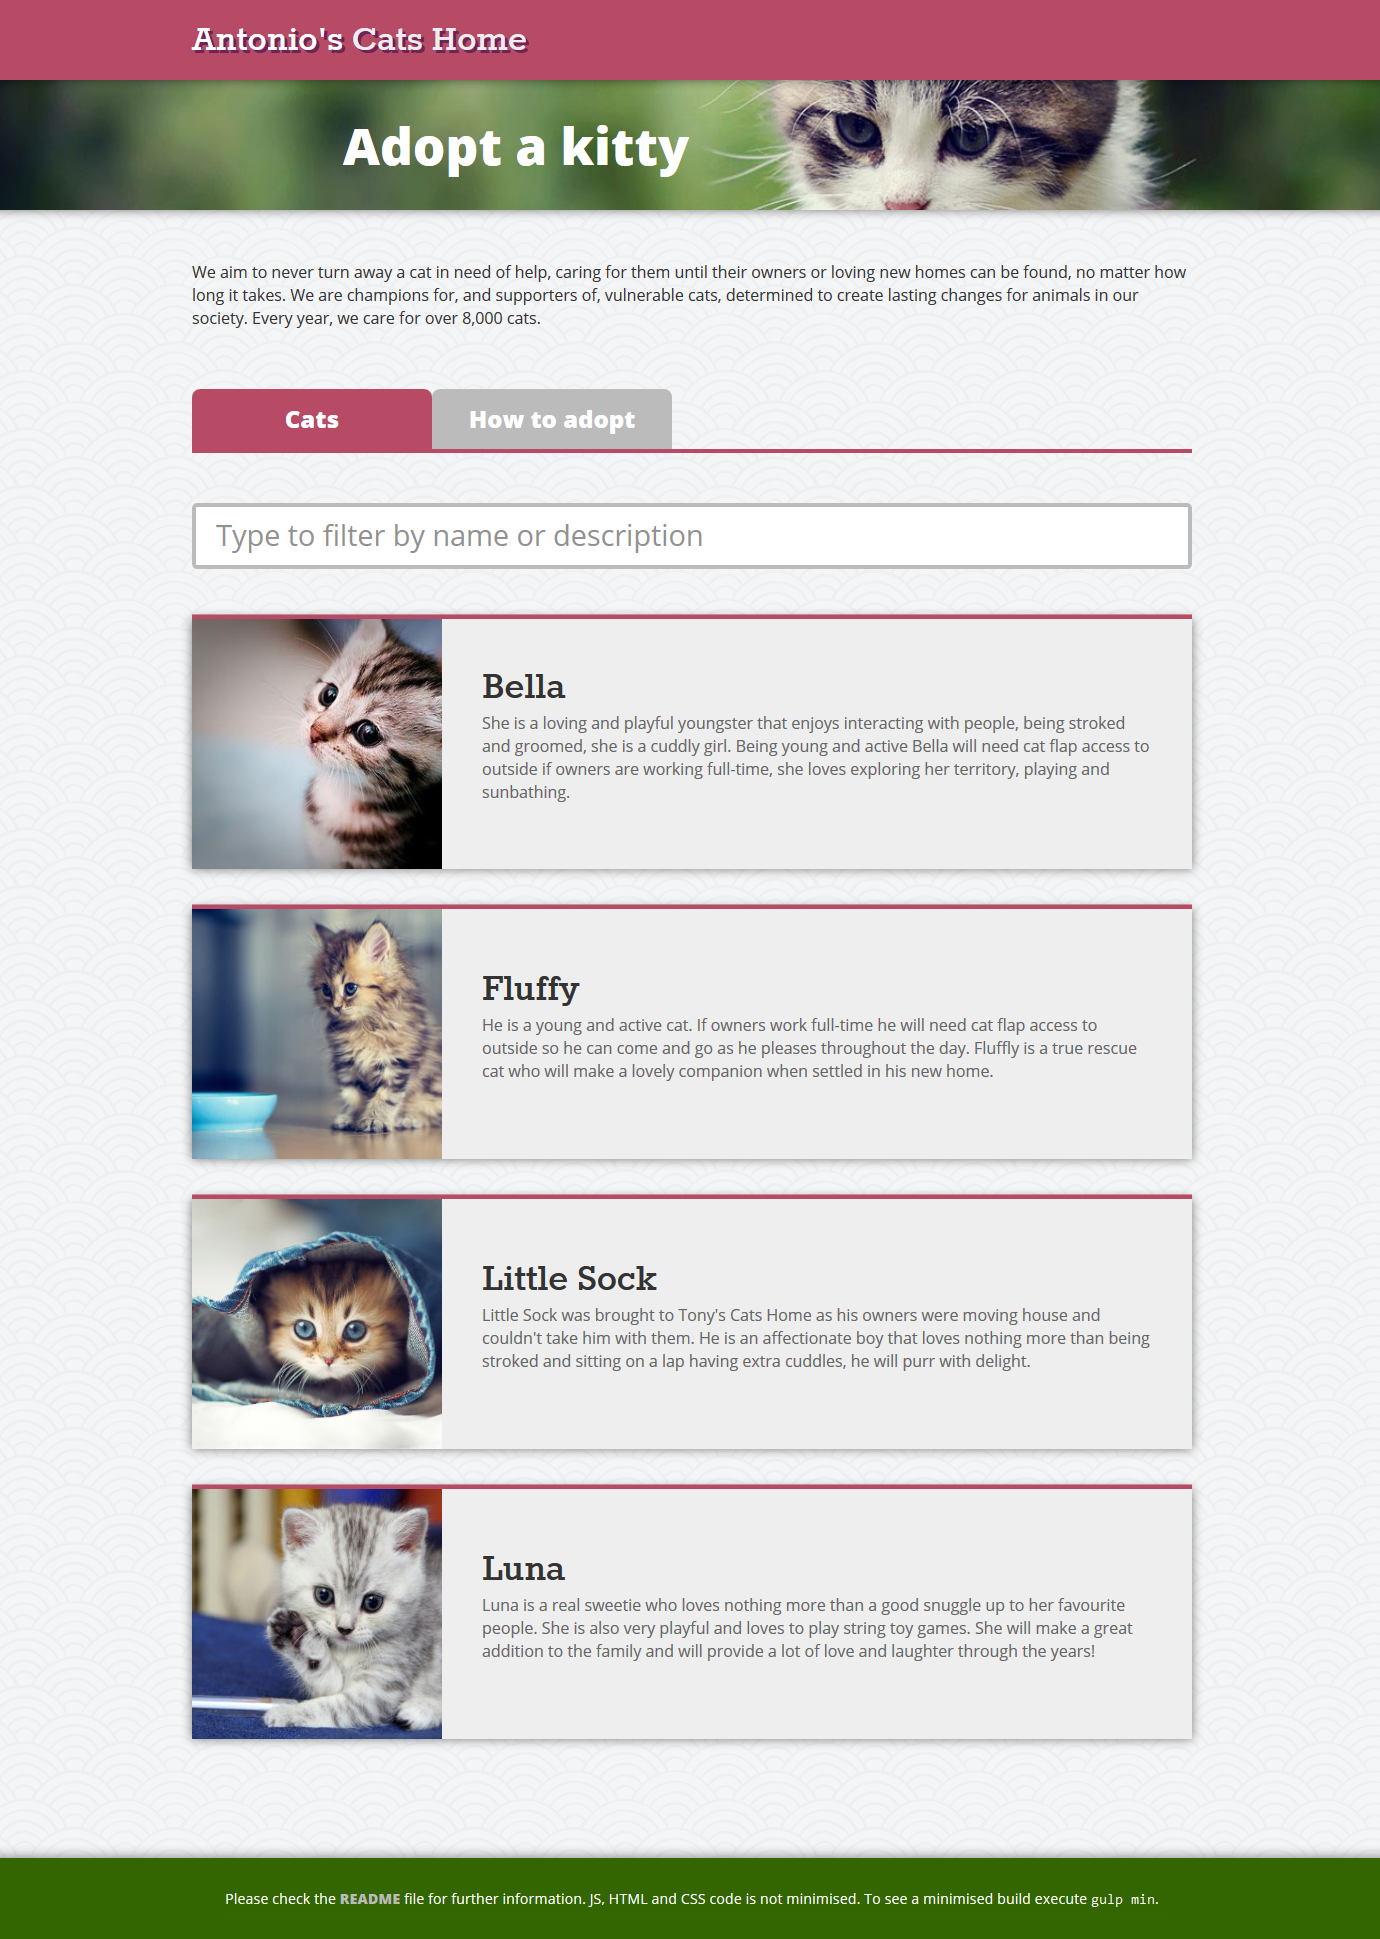 Antonio's Cats Home
Adopt a kitty
We aim to never turn away a cat in need of help, caring for them until their owners or loving new homes can be found, no matter how
long it takes. We are champions for, and supporters of, vulnerable cats, determined to create lasting changes for animals in our
society. Every year, we care for over 8,000 cats.
Cats
How to adopt
Type to filter by name or description
Bella
She is a loving and playful youngster that enjoys interacting with people, being stroked
and groomed, she is a cuddly girl. Being young and active Bella will need cat flap access to
outside if owners are working full-time, she loves exploring her territory, playing and
sunbathing.
Fluffy
He is a young and active cat. If owners work full-time he will need cat flap access to
outside so he can come and go as he pleases throughout the day. Fluffly is a true rescue
cat who will make a lovely companion when settled in his new home.
Little Sock
Little Sock was brought to Tony's Cats Home as his owners were moving house and
couldn't take him with them. He is an affectionate boy that loves nothing more than being
stroked and sitting on a lap having extra cuddles, he will purr with delight.
Luna
Luna is a real sweetie who loves nothing more than a good snuggle up to her favourite
people. She is also very playful and loves to play string toy games. She will make a great
addition to the family and will provide a lot of love and laughter through the years!
Please check the README file for further information. JS, HTML and CSS code is not minimised. To see a minimised build execute gulp min.